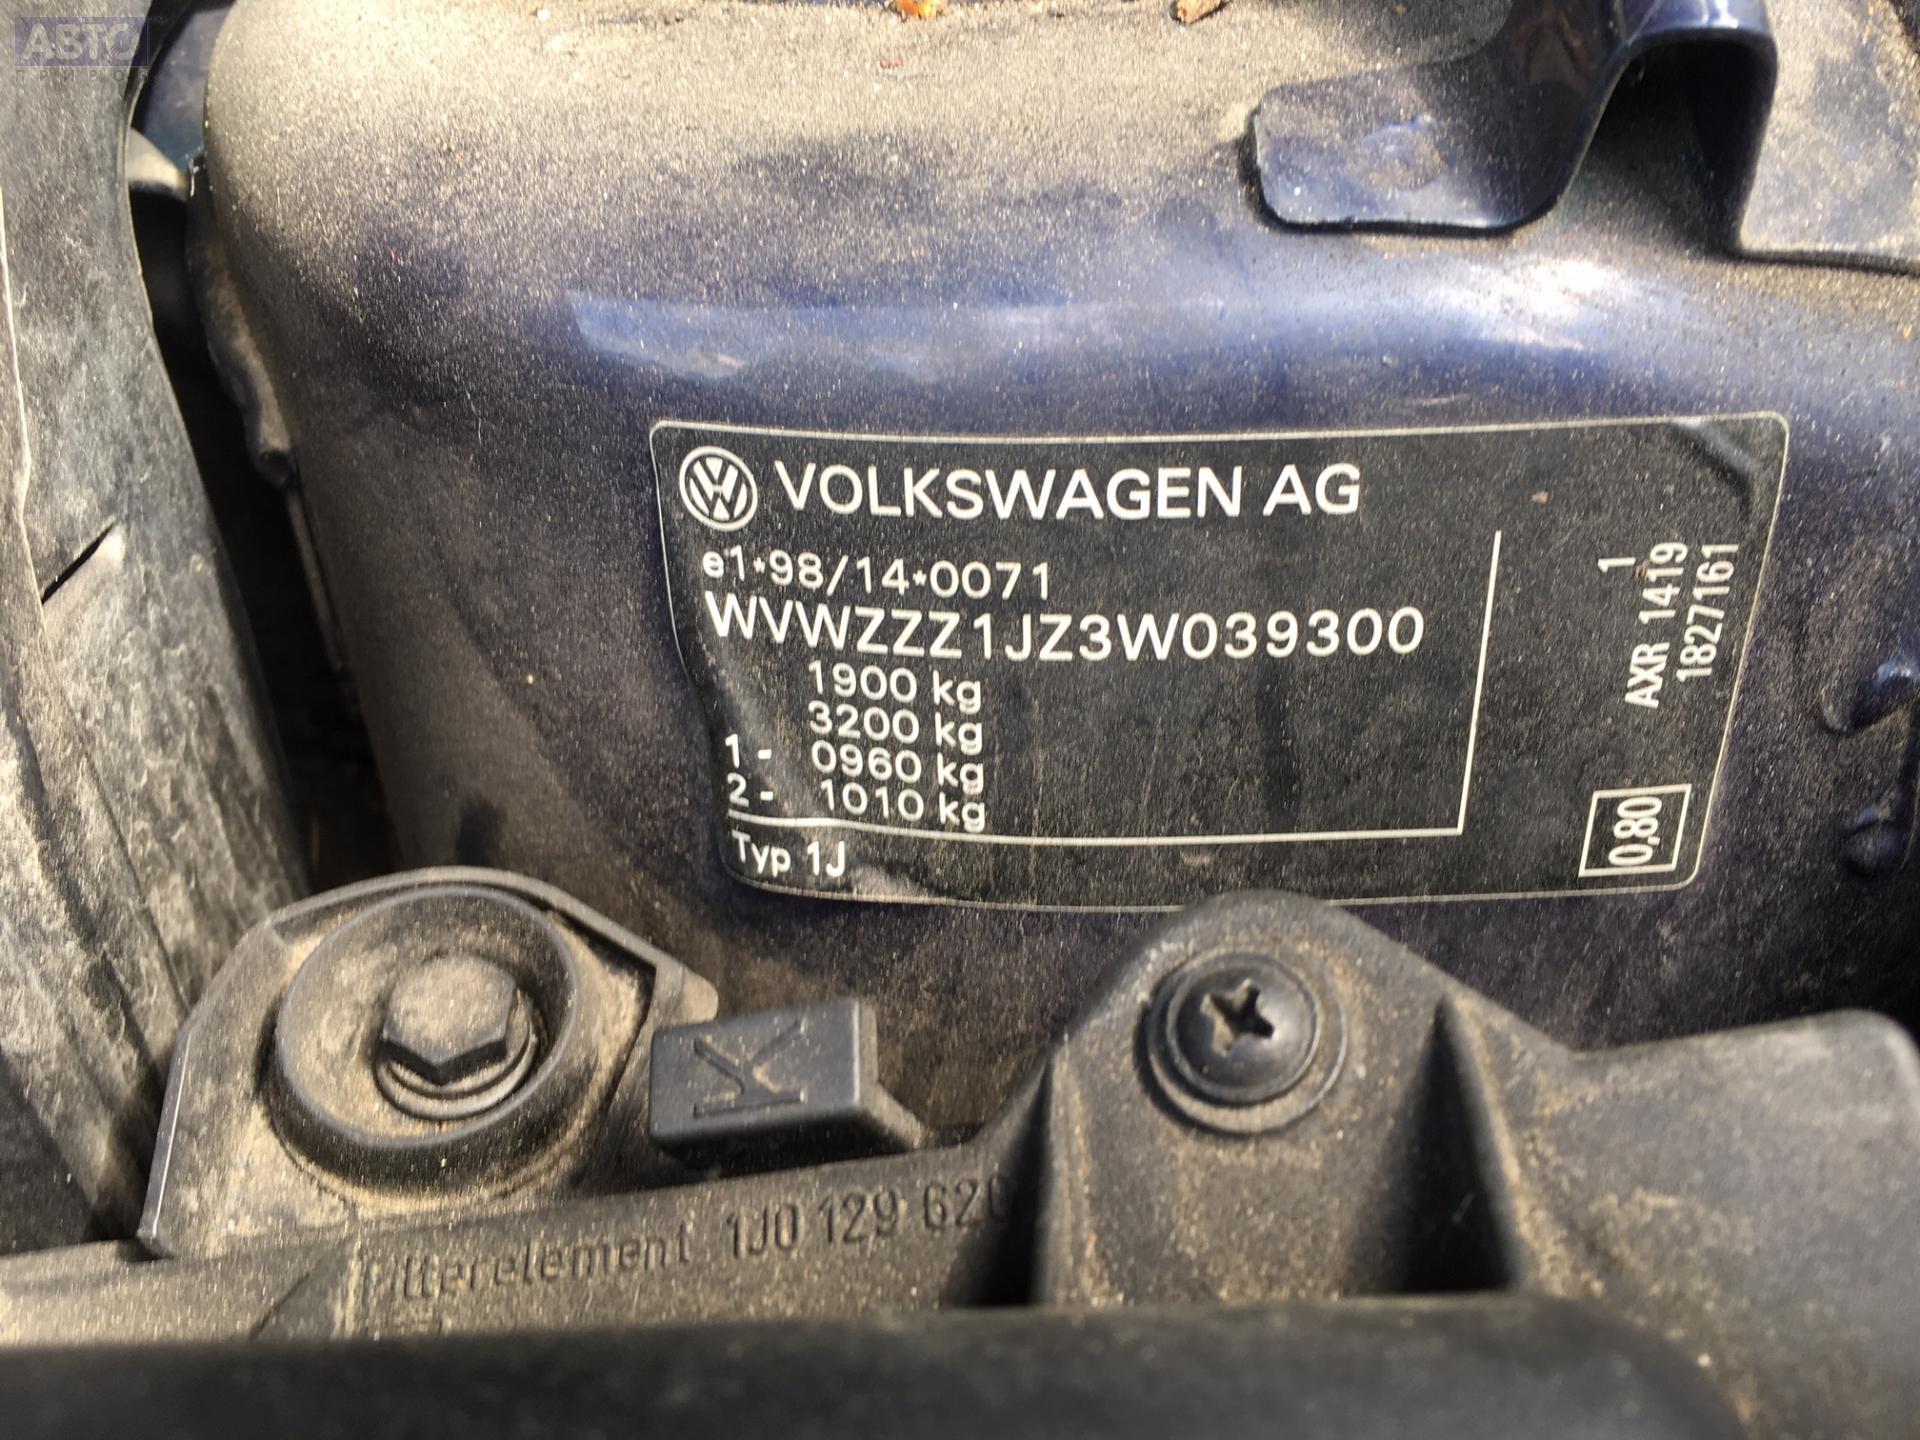 АВТО
VOLKSWAGEN AG
e1*98/14*0071
WVWZZZ1JZ3W039300
1900 kg
3200 kg
1- 0960 kg
2- 1010 kg
Typ 1J
1
AXR 1419
1827161
0,80
K
Filterelement 1J0 129 620